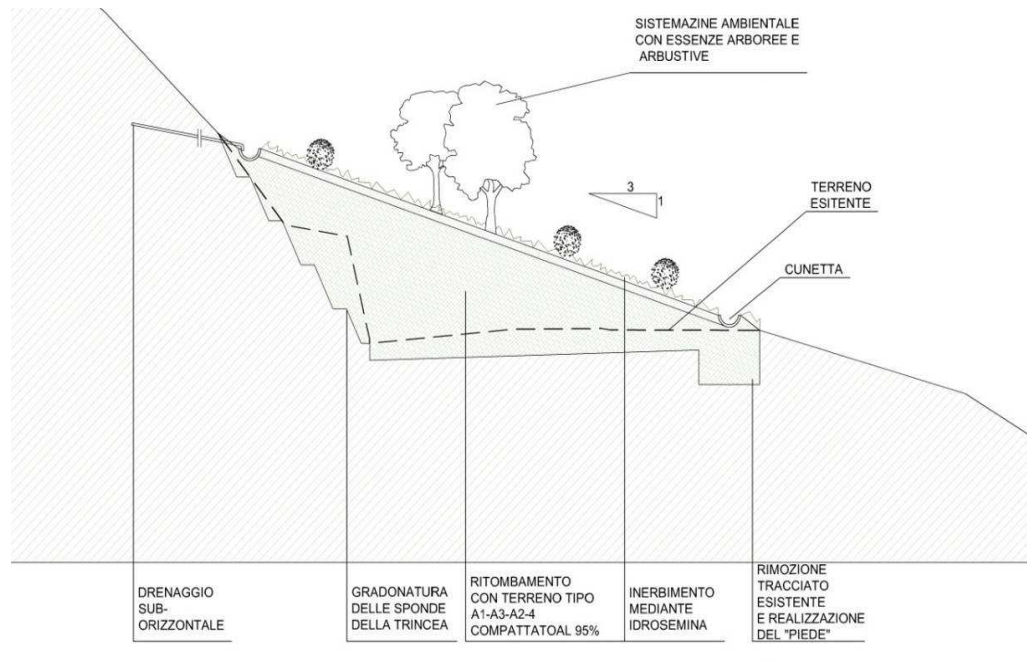 SISTEMAZINE AMBIENTALE
CON ESSENZE ARBOREE E
ARBUSTIVE
3
1
TERRENO
ESITENTE
CUNETTA
DRENAGGIO
SUB-
ORIZZONTALE
GRADONATURA
DELLE SPONDE
DELLA TRINCEA
RITOMBAMENTO
CON TERRENO TIPO
A1-A3-A2-4
COMPATTATOAL 95%
INERBIMENTO
MEDIANTE
IDROSEMINA
RIMOZIONE
TRACCIATO
ESISTENTE
E REALIZZAZIONE
DEL "PIEDE"